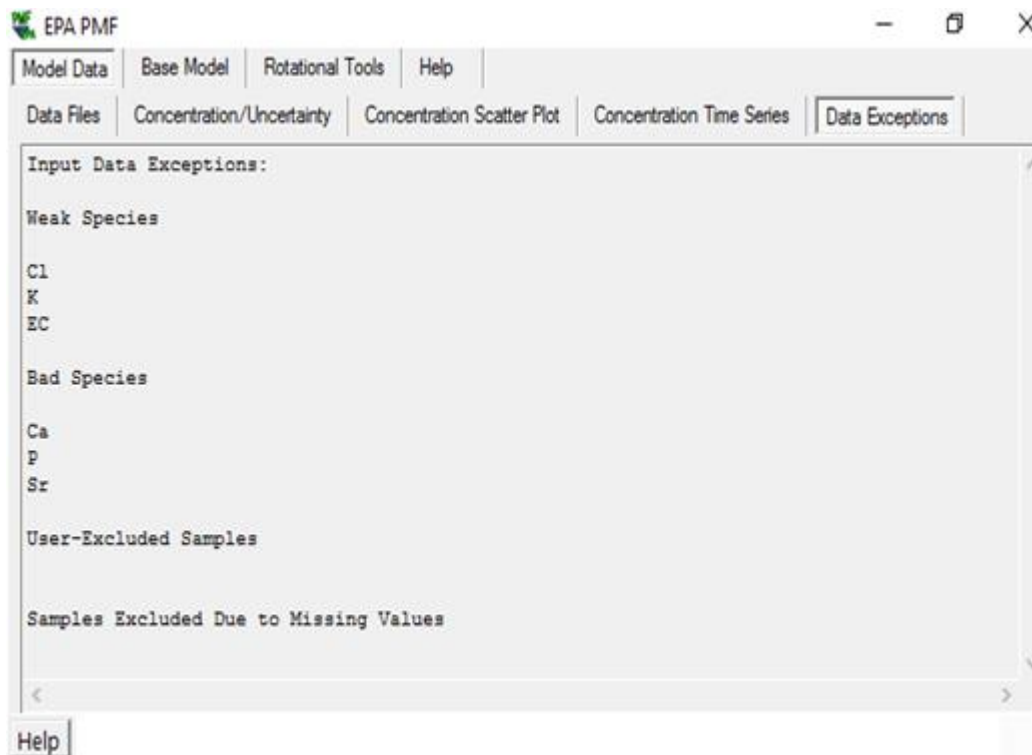 EPA PMF
Model Data Base Model Rotational Tools Help
Data Files Concentration/Uncertainty Concentration Scatter Plot Concentration Time Series Data Exceptions
Input Data Exceptions:
Weak Species
Cl
K
EC
Bad Species
Ca
P
Sr
User-Excluded Samples
Samples Excluded Due to Missing Values
Help